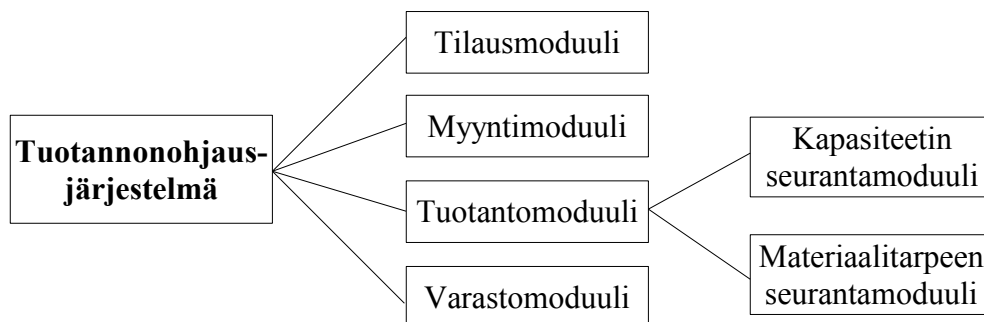 Tilausmoduuli
Myyntimoduuli
Tuotannonohjaus-
järjestelmä
Kapasiteetin
seurantamoduuli
Tuotantomoduuli
Materiaalitarpeen
seurantamoduuli
Varastomoduuli